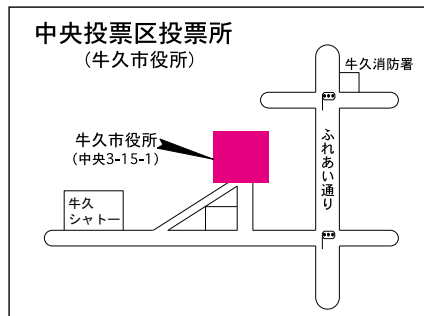 中央投票区投票所
(牛久市役所)
牛久消防署
牛久市役所
(中央3-15-1)
ふれあい通り
牛久
シャトー